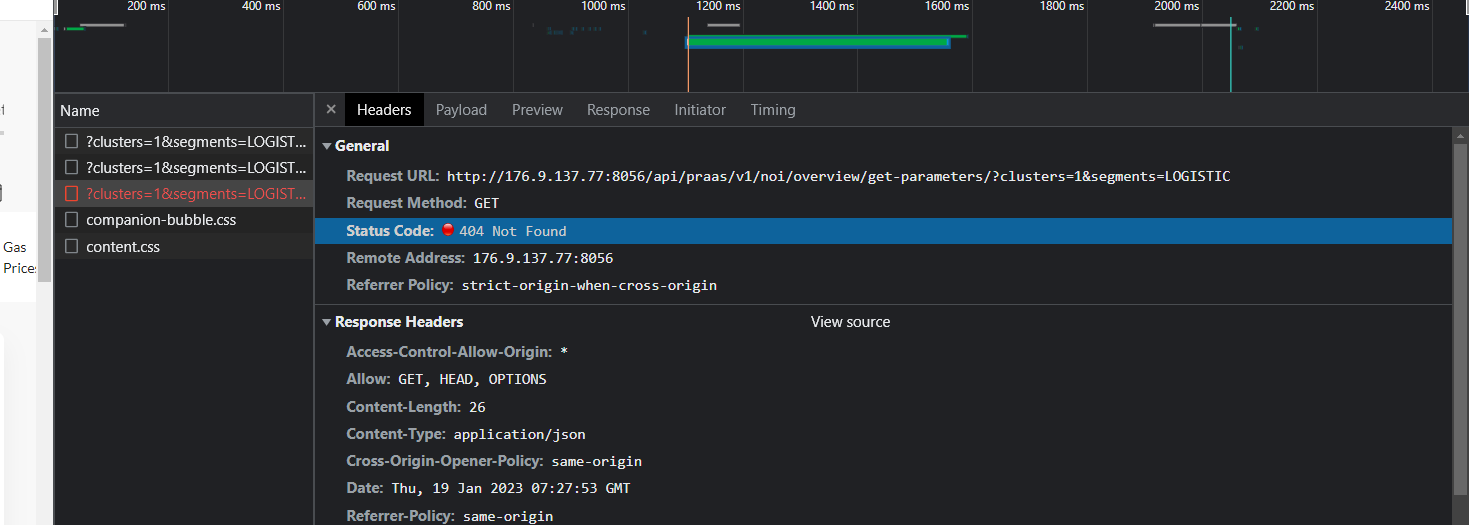 200 ms 400 ms 600 ms 800 ms 1000 ms 1200 ms 1400 ms 1600 ms 1800 ms 2000 ms 2200 ms 2400 ms
Name
× Headers Payload Preview Response Initiator Timing
?clusters=1&segments=LOGIST...
?clusters=1&segments=LOGIST...
?clusters=1&segments=LOGIST...
companion-bubble.css
content.css
Gas
Price
General
Request URL: http://176.9.137.77:8056/api/praas/v1/noi/overview/get-parameters/?clusters=1&segments=LOGISTIC
Request Method: GET
Status Code: 404 Not Found
Remote Address: 176.9.137.77:8056
Referrer Policy: strict-origin-when-cross-origin
Response Headers View source
Access-Control-Allow-Origin: *
Allow: GET, HEAD, OPTIONS
Content-Length: 26
Content-Type: application/json
Cross-Origin-Opener-Policy: same-origin
Date: Thu, 19 Jan 2023 07:27:53 GMT
Referrer-Policy: same-origin